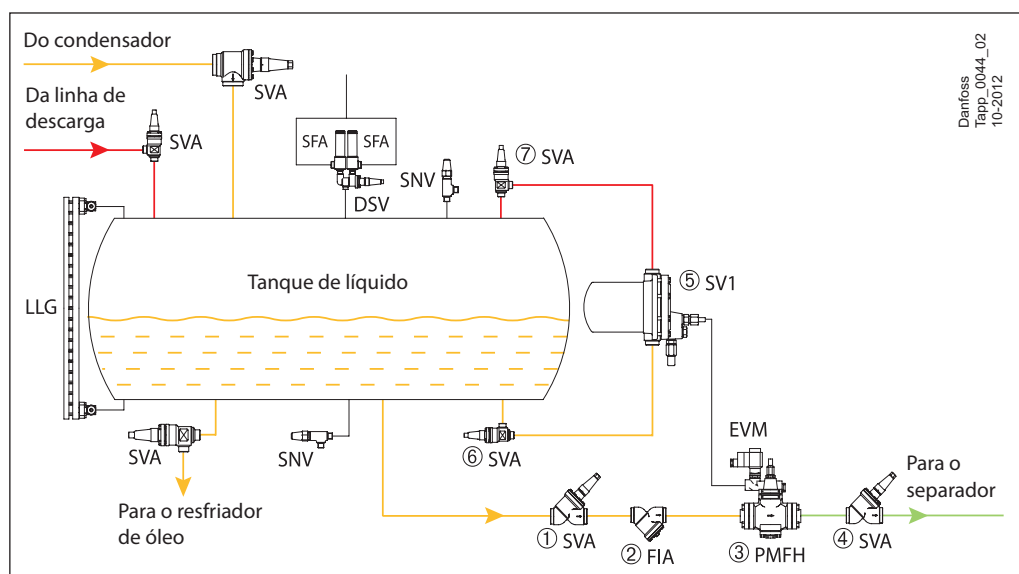 Do condensador
SVA
Da linha de
descarga
SVA
SFA
SFA
DSV
SNV
⑦ SVA
Danfoss
Tapp_0044_02
10-2012
LLG
Tanque de líquido
⑤ SV1
SVA
SNV
⑥ SVA
EVM
Para o
separador
Para o resfriador
de óleo
① SVA
② FIA
③ PMFH
④ SVA